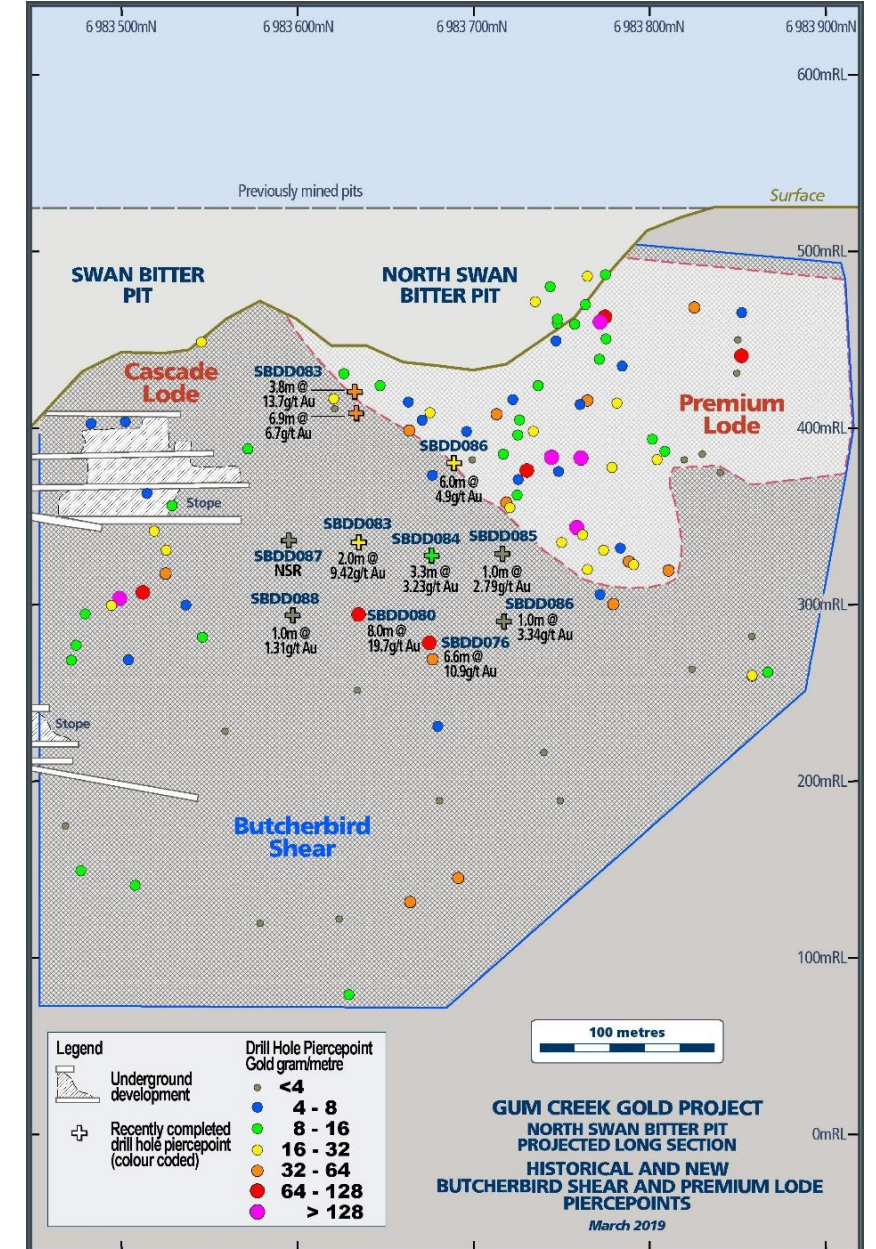 6 983 500mN
6 983 600mN
6 983 700mN
6 983 800mN
6 983 900mN
600mRL
Previously mined pits
Surface
500mRL
SWAN BITTER
PIT
NORTH SWAN
BITTER PIT
Cascade
Lode
SBDD083
3.8m @
13.7g/t Au
6.9m @
6.7g/t Au
Premium
Lode
400mRL
SBDD086
6.0m @
4.9g/t Au
Stope
SBDD087
NSR
SBDD083
2.0m @
9.42g/t Au
SBDD084
3.3m @
3.23g/t Au
SBDD085
1.0m @
2.79g/t Au
SBDD088
1.0m @
1.31g/t Au
SBDD080
8.0m @
19.7g/t Au
SBDD076
6.6m @
10.9g/t Au
SBDD086
1.0m @
3.34g/t Au
300mRL
Stope
200mRL
Butcherbird
Shear
100mRL
Legend
Underground
development
Recently completed
drill hole piercepoint
(colour coded)
Drill Hole Piercepoint
Gold gram/metre
<4
4 - 8
8 - 16
16 - 32
32 - 64
64 - 128
> 128
100 metres
GUM CREEK GOLD PROJECT
NORTH SWAN BITTER PIT
PROJECTED LONG SECTION
HISTORICAL AND NEW
BUTCHERBIRD SHEAR AND PREMIUM LODE
PIERCEPOINTS
March 2019
0mRL